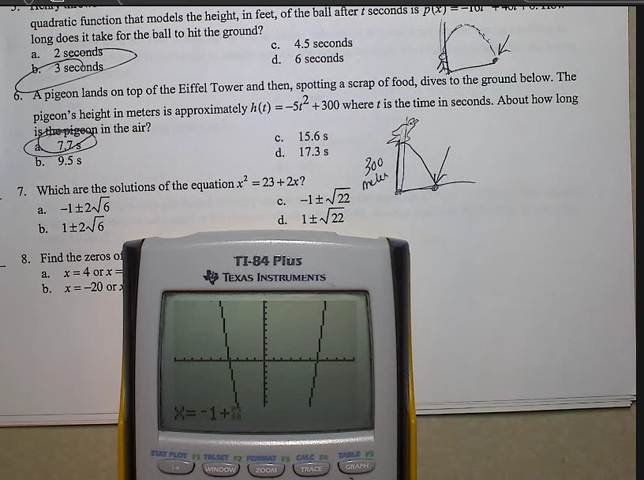 quadratic function that models the height, in feet, of the ball after t seconds is p(x) =
long does it take for the ball to hit the ground?
a. 2 seconds
b. 3 seconds
c. 4.5 seconds
d. 6 seconds
6. A pigeon lands on top of the Eiffel Tower and then, spotting a scrap of food, dives to the ground below. The
pigeon's height in meters is approximately h(t) = −5t² + 300 where t is the time in seconds. About how long
is the pigeon in the air?
a. 7.7 s
b. 9.5 s
c. 15.6 s
d. 17.3 s
300
meters
7. Which are the solutions of the equation x² = 23 + 2x?
a. −1 ± 2√6
b. 1 ± 2√6
c. −1 ± √22
d. 1 ± √22
8. Find the zeros of
a. x = 4 or x =
b. x = −20 or x
TI-84 Plus
TEXAS INSTRUMENTS
X=-1+
STAT PLOT F1 TBLSET F2 FORMAT F3 CALC F4 TABLE F5
WINDOW ZOOM TRACE GRAPH